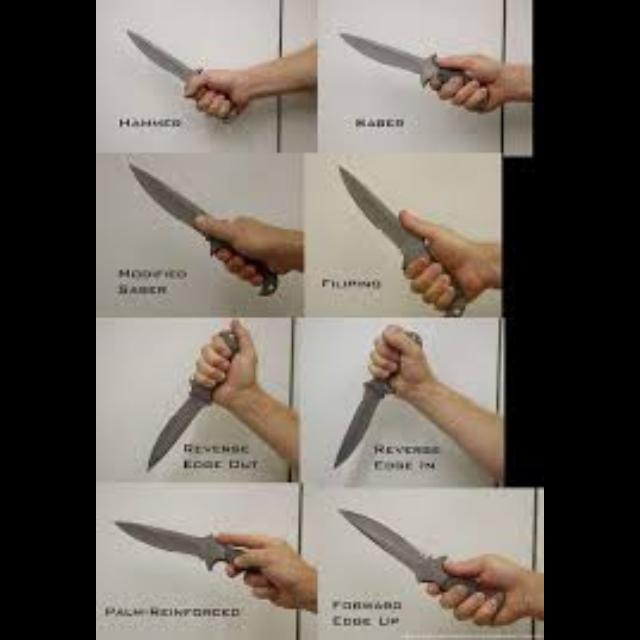 HAMMER
SABER
MODIFIED
SABER
FILIPINO
REVERSE
EDGE OUT
REVERSE
EDGE IN
PALM-REINFORCED
FORWARD
EDGE UP